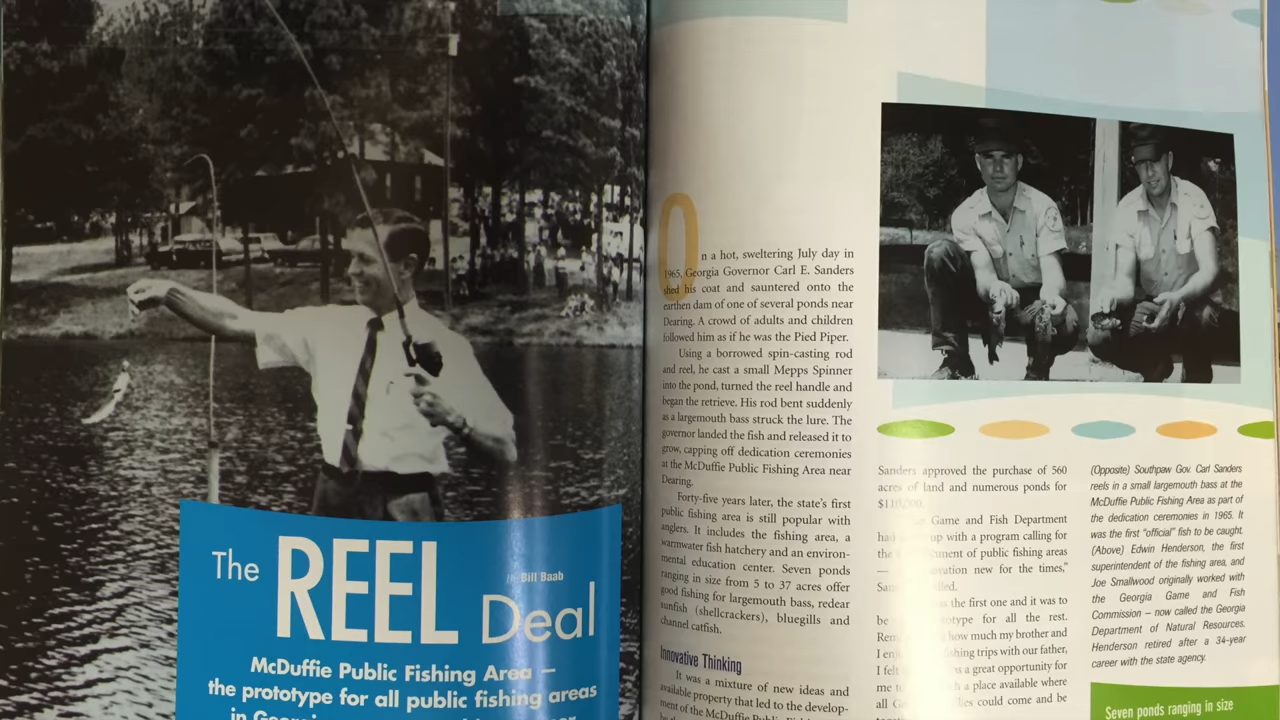 The REEL Deal
by Bill Baab
McDuffie Public Fishing Area —
the prototype for all public fishing areas
On a hot, sweltering July day in
1965, Georgia Governor Carl E. Sanders
shed his coat and sauntered onto the
earthen dam of one of several ponds near
Dearing. A crowd of adults and children
followed him as if he was the Pied Piper.
Using a borrowed spin-casting rod
and reel, he cast a small Mepps Spinner
into the pond, turned the reel handle and
began the retrieve. His rod bent suddenly
as a largemouth bass struck the lure. The
governor landed the fish and released it to
grow, capping off dedication ceremonies
at the McDuffie Public Fishing Area near
Dearing.
Forty-five years later, the state's first
public fishing area is still popular with
anglers. It includes the fishing area, a
warmwater fish hatchery and an environ-
mental education center. Seven ponds
ranging in size from 5 to 37 acres offer
good fishing for largemouth bass, redear
sunfish (shellcrackers), bluegills and
channel catfish.
Innovative Thinking
It was a mixture of new ideas and
available property that led to the develop-
ment of the McDuffie Public
Sanders approved the purchase of 560
acres of land and numerous ponds for
Game and Fish Department
had up with a program calling for
the of public fishing areas
— new for the times,"
the first one and it was to
be for all the rest.
how much my brother and
I trips with our father,
I felt a great opportunity for
me a place available where
all could come and be
(Opposite) Southpaw Gov. Carl Sanders
reels in a small largemouth bass at the
McDuffie Public Fishing Area as part of
the dedication ceremonies in 1965. It
was the first "official" fish to be caught.
(Above) Edwin Henderson, the first
superintendent of the fishing area, and
Joe Smallwood originally worked with
the Georgia Game and Fish
Commission – now called the Georgia
Department of Natural Resources.
Henderson retired after a 34-year
career with the state agency.
Seven ponds ranging in size